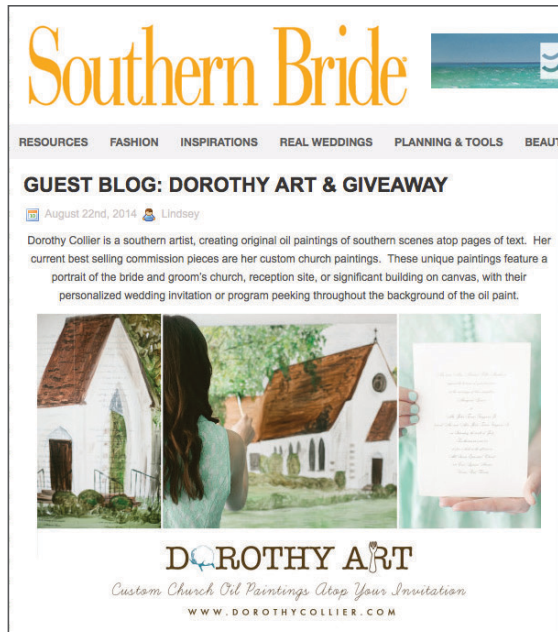 Southern Bride
RESOURCES FASHION INSPIRATIONS REAL WEDDINGS PLANNING & TOOLS BEAUT
GUEST BLOG: DOROTHY ART & GIVEAWAY
August 22nd, 2014 Lindsey
Dorothy Collier is a southern artist, creating original oil paintings of southern scenes atop pages of text. Her
current best selling commission pieces are her custom church paintings. These unique paintings feature a
portrait of the bride and groom's church, reception site, or significant building on canvas, with their
personalized wedding invitation or program peeking throughout the background of the oil paint.
DOROTHY ART
Custom Church Oil Paintings Atop Your Invitation
WWW.DOROTHYCOLLIER.COM